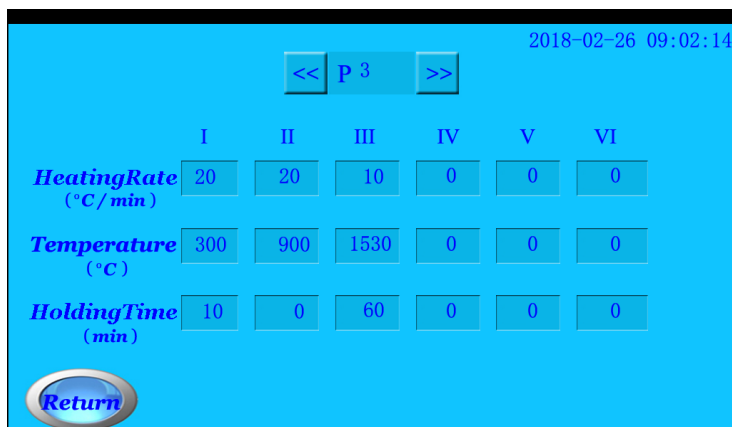 2018-02-26 09:02:14
<< P 3 >>
I II III IV V VI
HeatingRate 20 20 10 0 0 0
(°C/min)
Temperature 300 900 1530 0 0 0
(°C)
HoldingTime 10 0 60 0 0 0
(min)
Return